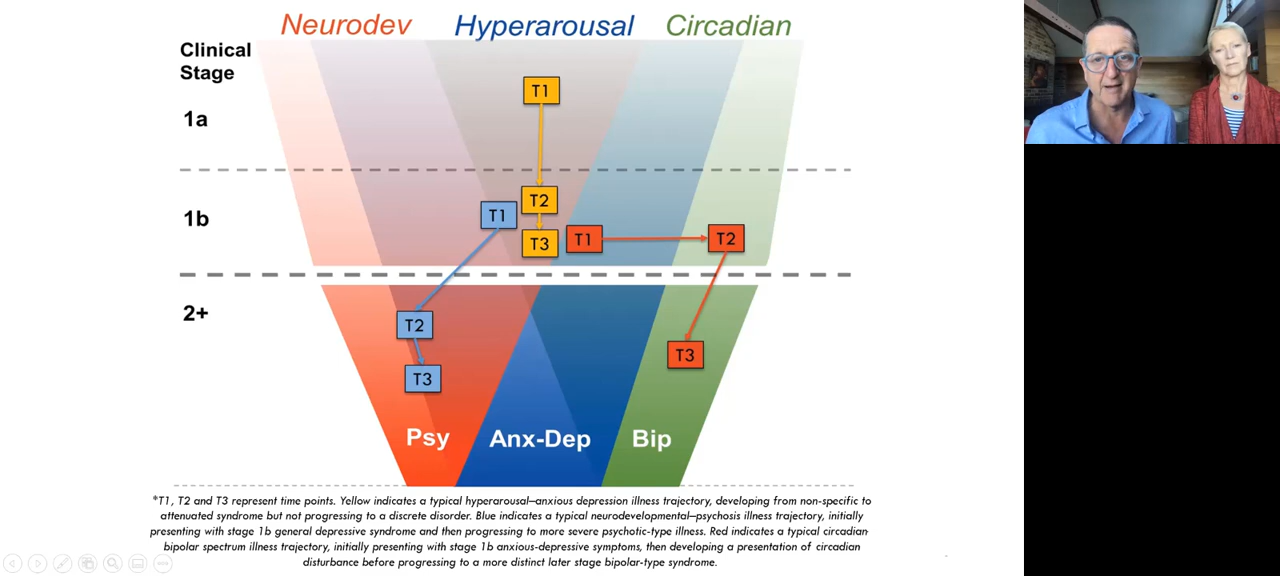 Neurodev Hyperarousal Circadian
Clinical
Stage
T1
1a
1b
T2
T1
T3
T1
T2
2+
T2
T3
T3
Psy Anx-Dep Bip
*T1, T2 and T3 represent time points. Yellow indicates a typical hyperarousal–anxious depression illness trajectory, developing from non-specific to
attenuated syndrome but not progressing to a discrete disorder. Blue indicates a typical neurodevelopmental–psychosis illness trajectory, initially
presenting with stage 1b general depressive syndrome and then progressing to more severe psychotic-type illness. Red indicates a typical circadian-
bipolar spectrum illness trajectory, initially presenting with stage 1b anxious-depressive symptoms, then developing a presentation of circadian
disturbance before progressing to a more distinct later stage bipolar-type syndrome.